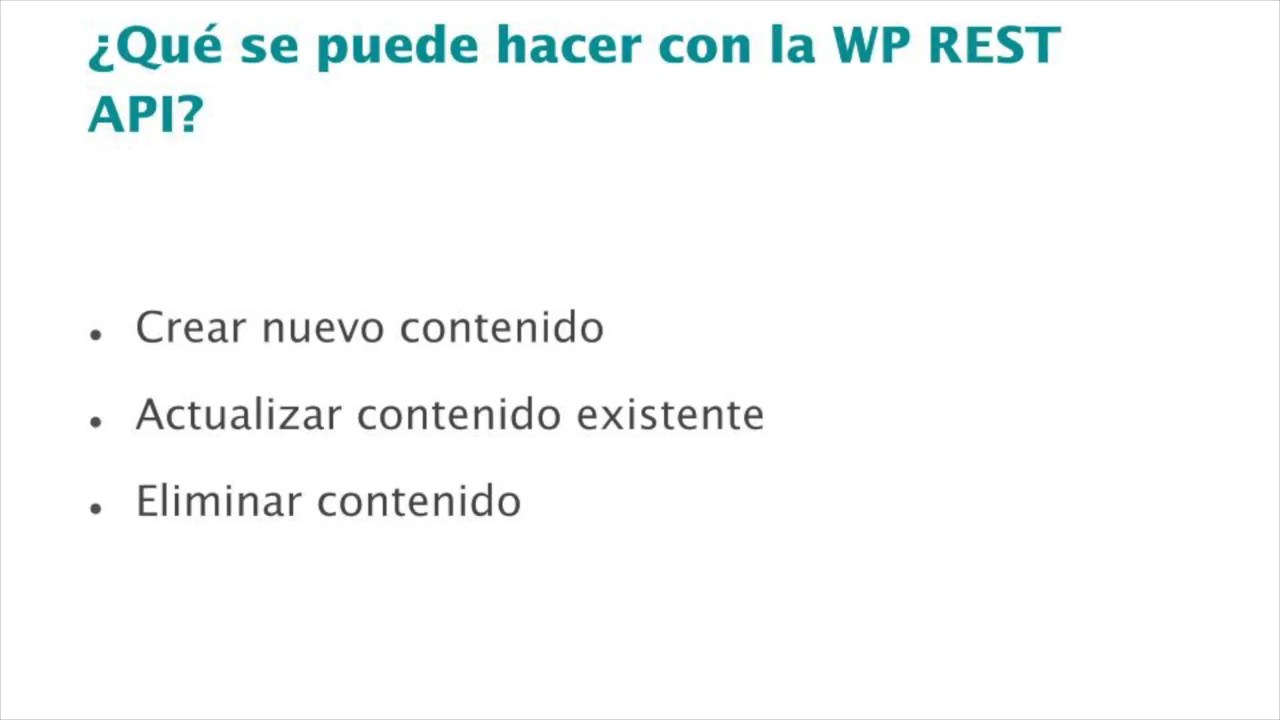 ¿Qué se puede hacer con la WP REST
API?
• Crear nuevo contenido
• Actualizar contenido existente
• Eliminar contenido